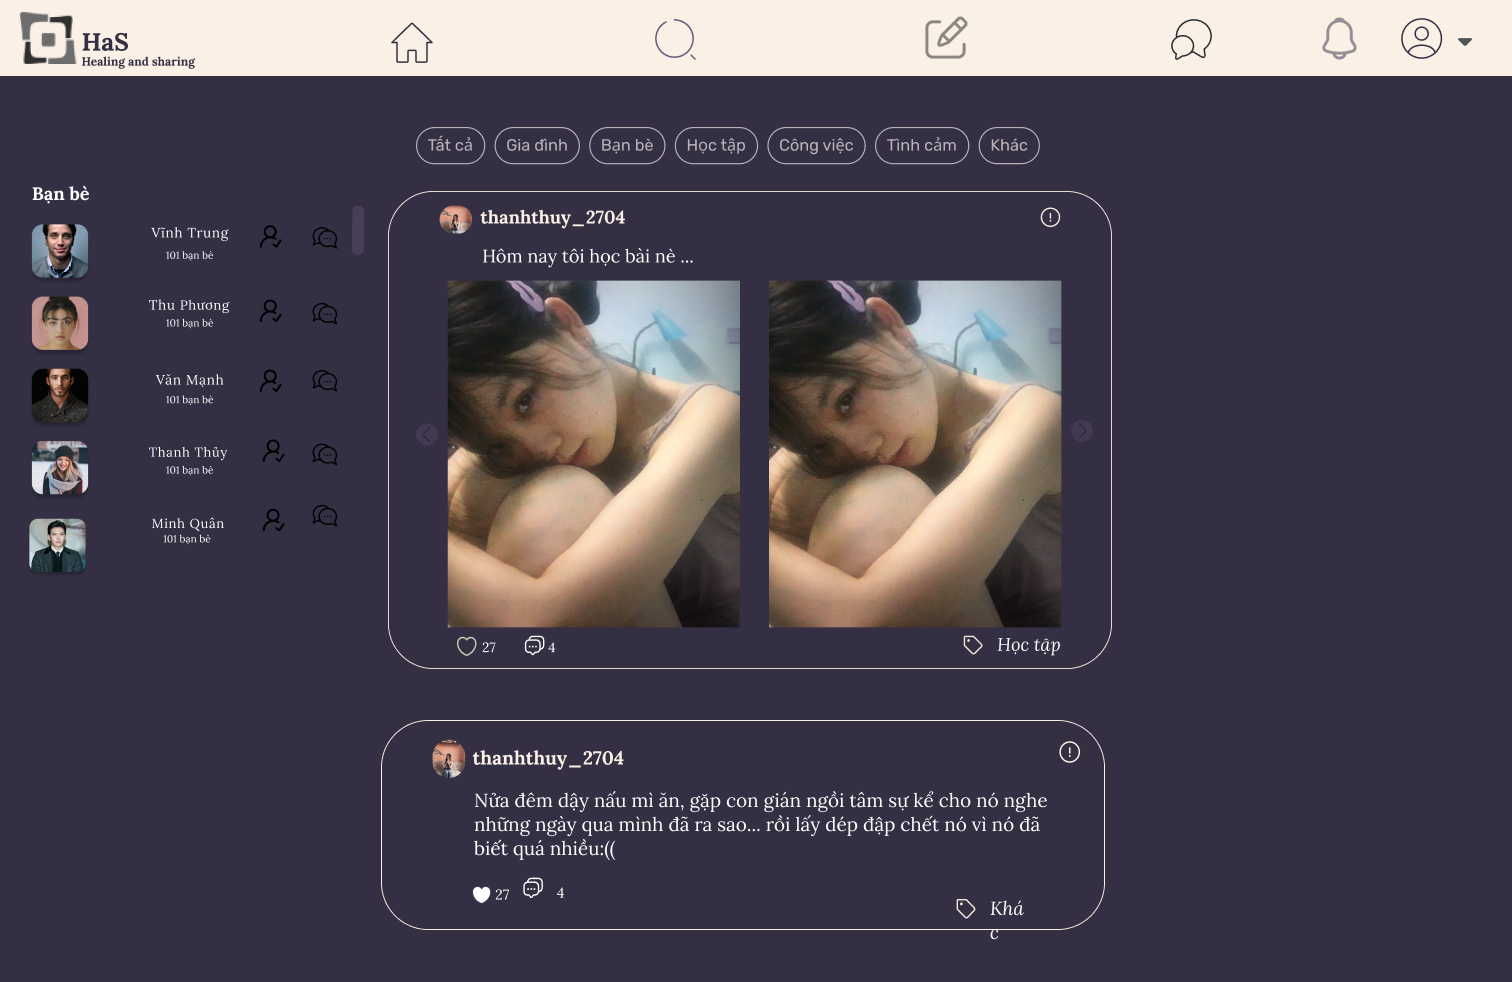 HaS
Healing and sharing
Tất cả
Gia đình
Bạn bè
Học tập
Công việc
Tình cảm
Khác
Bạn bè
Vĩnh Trung
101 bạn bè
Thu Phương
101 bạn bè
Văn Mạnh
101 bạn bè
Thanh Thủy
101 bạn bè
Minh Quân
101 bạn bè
thanhthuy_2704
Hôm nay tôi học bài nè ...
27
4
Học tập
thanhthuy_2704
Nửa đêm dậy nấu mì ăn, gặp con gián ngồi tâm sự kể cho nó nghe
những ngày qua mình đã ra sao... rồi lấy dép đập chết nó vì nó đã
biết quá nhiều:((
27
4
Khá
c